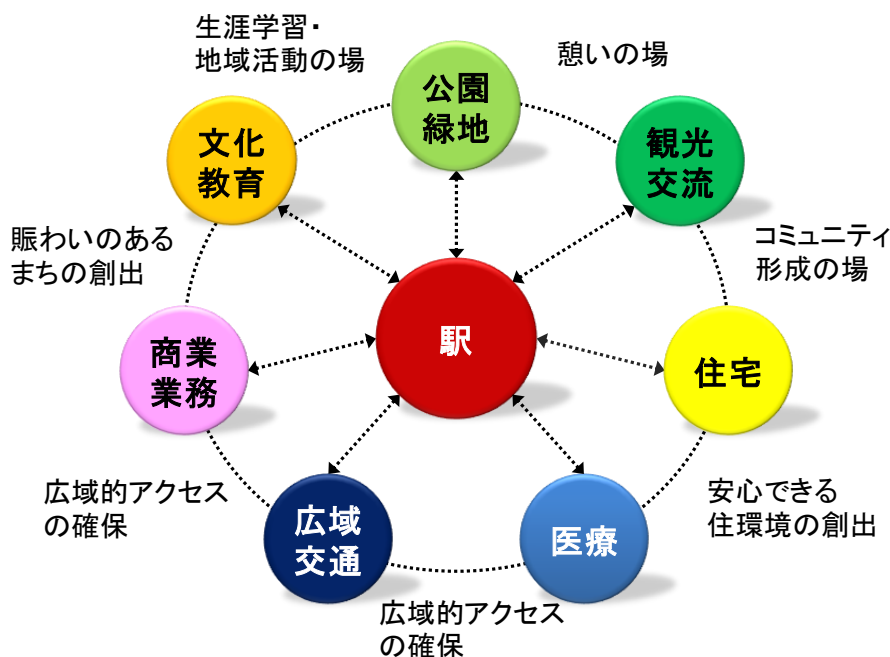 生涯学習・
地域活動の場
憩いの場
公園
緑地
文化
教育
観光
交流
賑わいのある
まちの創出
コミュニティ
形成の場
駅
商業
業務
住宅
広域的アクセス
の確保
安心できる
住環境の創出
広域
交通
医療
広域的アクセス
の確保